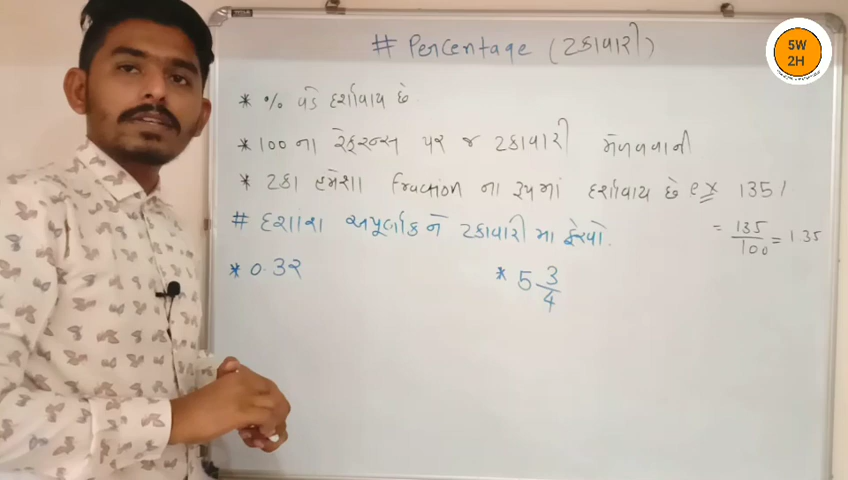 # Percentage (ટકાવારી)
5W
2H
* % વડે દર્શાવાય છે
* 100 ના રેફરન્સ પર જ ટકાવારી મેળવવાની
* ટકા હમેશા fraction ના રૂપમાં દર્શાવાય છે ex 135%
= 135/100 = 1.35
# દશાંશ અપૂર્ણાંક ને ટકાવારી મા ફેરવો.
* 0.32
* 5 3/4